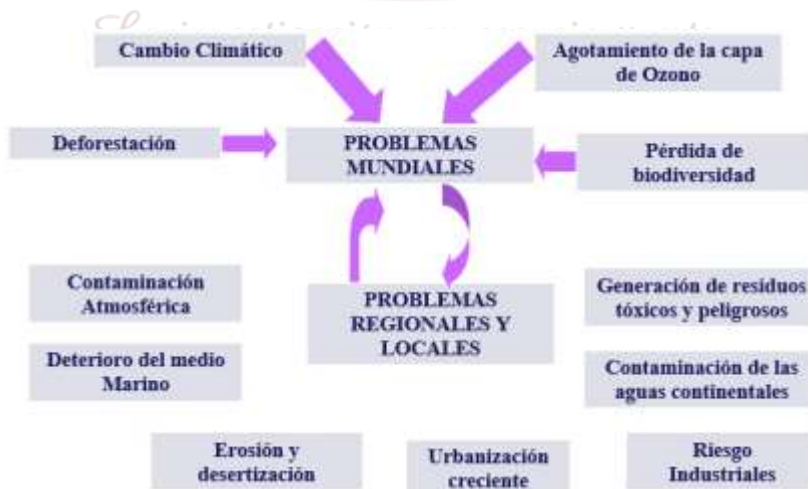 Cambio Climático
Agotamiento de la capa
de Ozono
Deforestación
PROBLEMAS
MUNDIALES
Pérdida de
biodiversidad
Contaminación
Atmosférica
PROBLEMAS
REGIONALES Y
LOCALES
Generación de residuos
tóxicos y peligrosos
Deterioro del medio
Marino
Contaminación de las
aguas continentales
Erosión y
desertización
Urbanización
creciente
Riesgo
Industriales